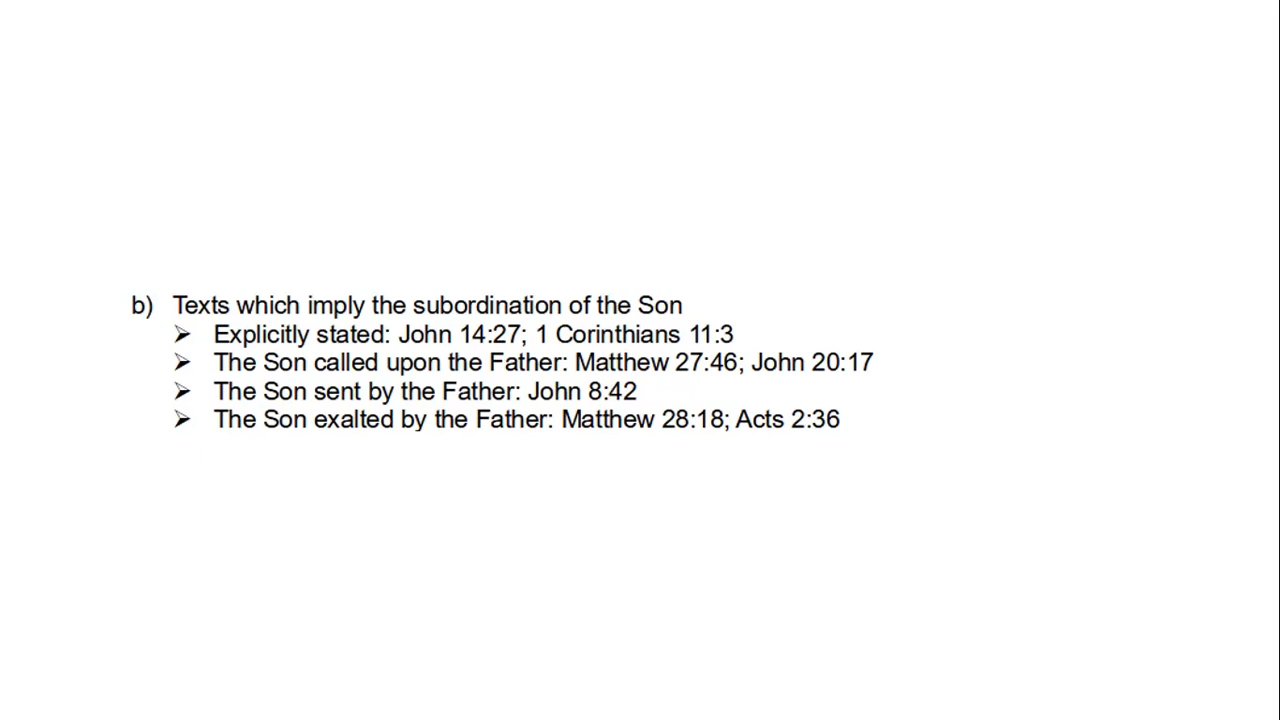 b) Texts which imply the subordination of the Son
➢ Explicitly stated: John 14:27; 1 Corinthians 11:3
➢ The Son called upon the Father: Matthew 27:46; John 20:17
➢ The Son sent by the Father: John 8:42
➢ The Son exalted by the Father: Matthew 28:18; Acts 2:36